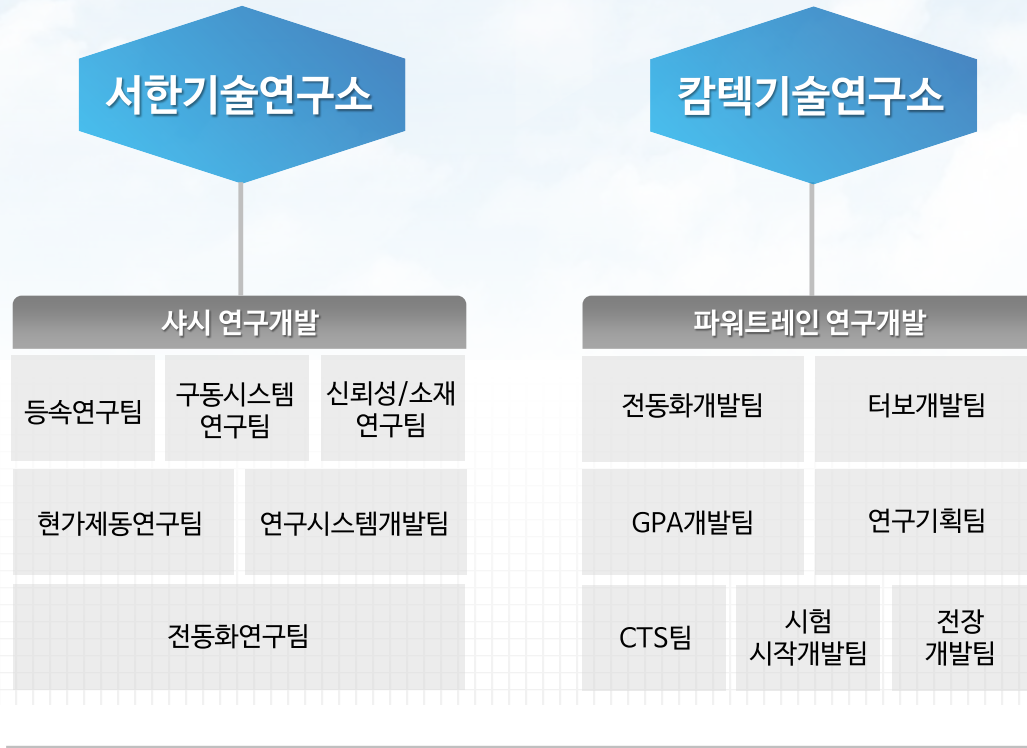 서한기술연구소
캄텍기술연구소
샤시 연구개발
등속연구팀
구동시스템
연구팀
신뢰성/소재
연구팀
현가제동연구팀
연구시스템개발팀
전동화연구팀
파워트레인 연구개발
전동화개발팀
터보개발팀
GPA개발팀
연구기획팀
CTS팀
시험
시작개발팀
전장
개발팀